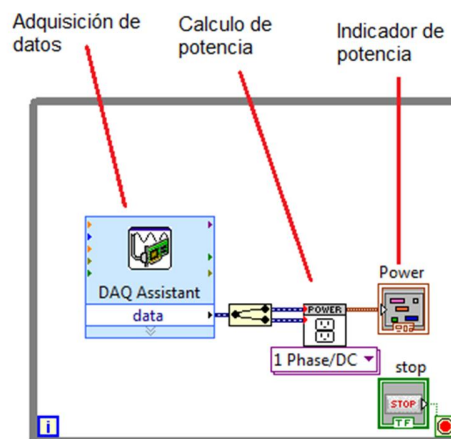 Adquisición de
datos
Calculo de
potencia
Indicador de
potencia
DAQ Assistant
data
POWER
1 Phase/DC
Power
stop
STOP
TF
i